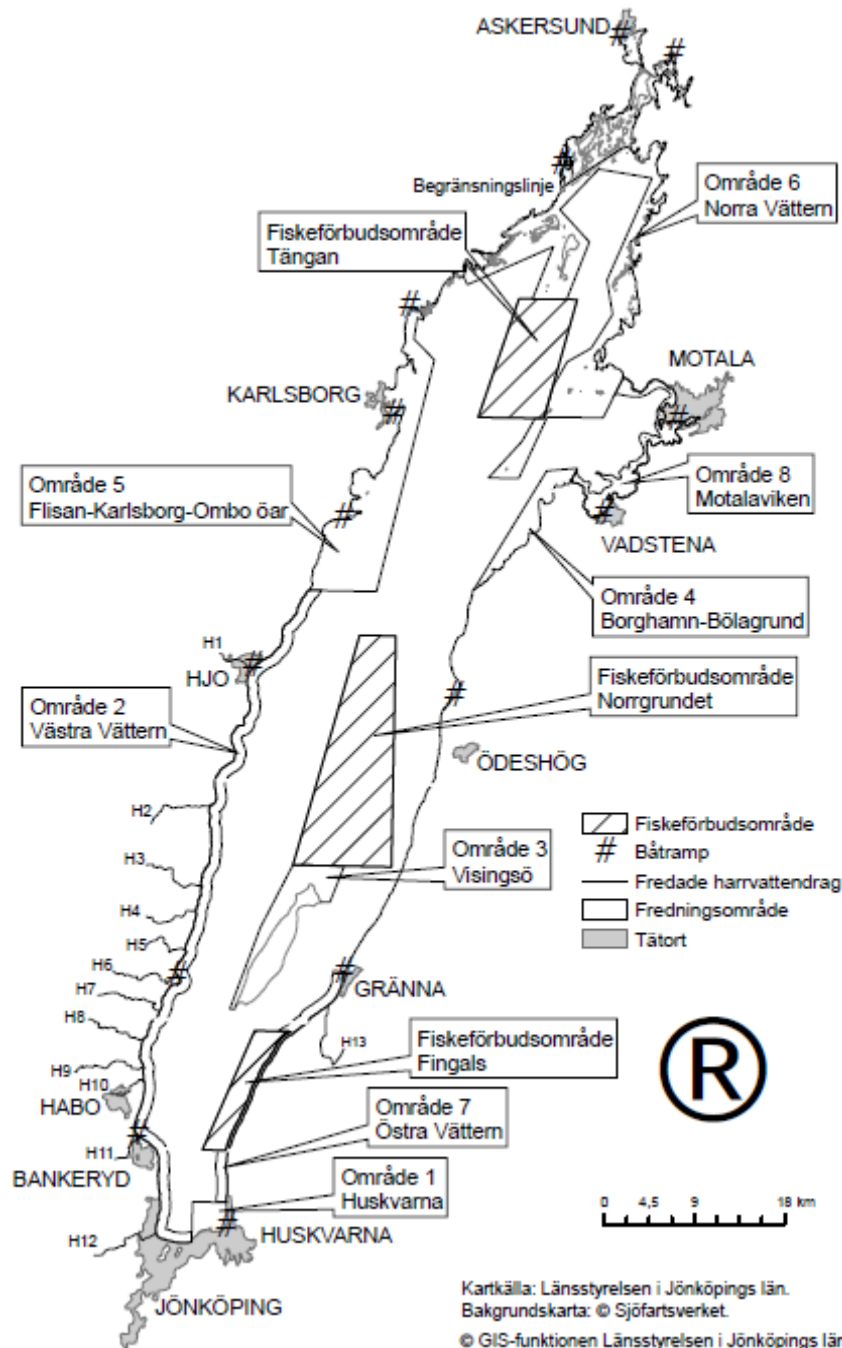 ASKERSUND
#
#
#
Begränsningslinje
Område 6
Norra Vättern
Fiskeförbudsområde
Tängan
#
MOTALA
KARLSBORG
#
#
Område 5
Flisan-Karlsborg-Ombo öar
Område 8
Motalaviken
#
#
VADSTENA
Område 4
Borghamn-Bölagrund
H1
#
HJO
Fiskeförbudsområde
Norrgrundet
#
Område 2
Västra Vättern
ÖDESHÖG
H2
Fiskeförbudsområde
# Båtramp
Fredade harrvattendrag
Fredningsområde
Tätort
Område 3
Visingsö
H3
H4
H5
H6
#
H7
H8
#
GRÄNNA
H13
Fiskeförbudsområde
Fingals
®
H9
H10
HABO
#
H11
BANKERYD
Område 7
Östra Vättern
Område 1
Huskvarna
#
HUSKVARNA
H12
JÖNKÖPING
0 4,5 9 18 km
Kartkälla: Länsstyrelsen i Jönköpings län.
Bakgrundskarta: © Sjöfartsverket.
© GIS-funktionen Länsstyrelsen i Jönköpings län